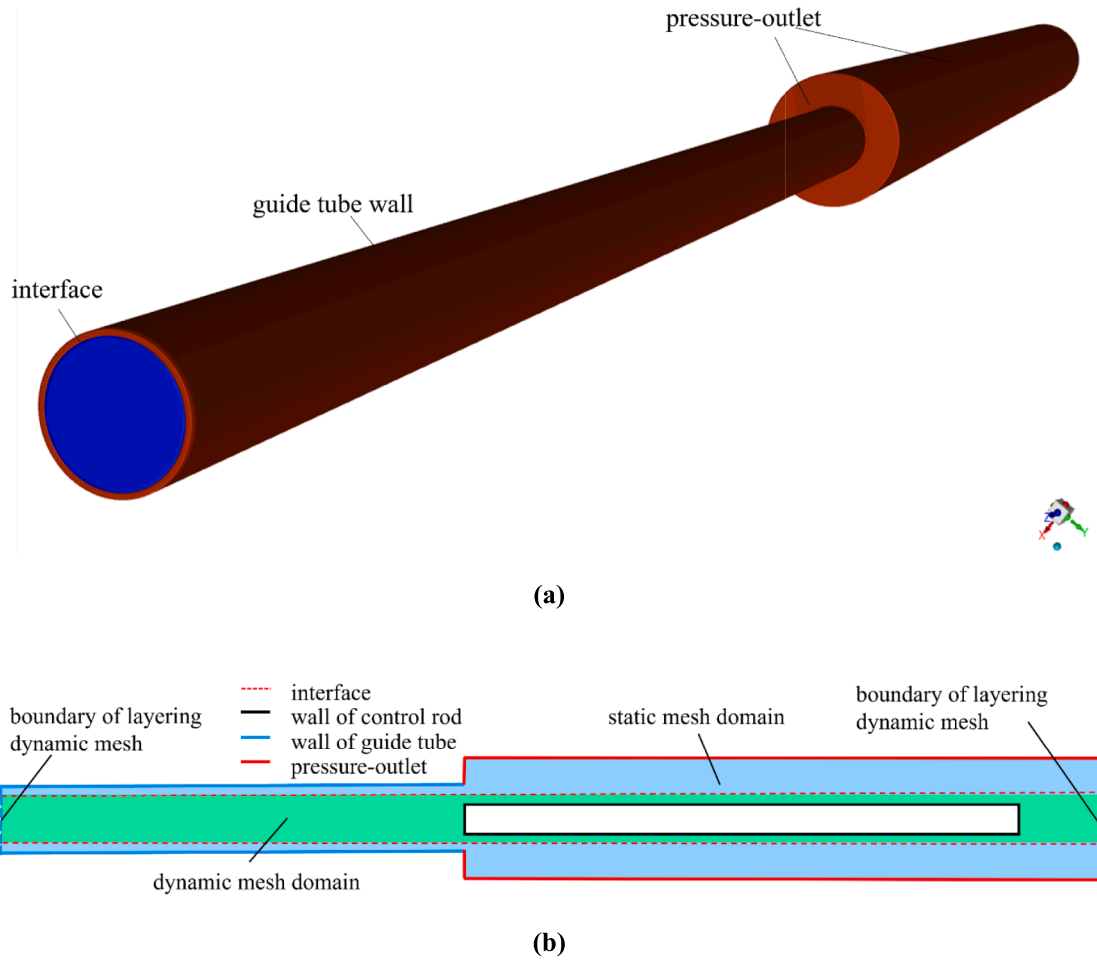 pressure-outlet
guide tube wall
interface
X
Y
Z
(a)
interface
wall of control rod
wall of guide tube
pressure-outlet
boundary of layering
dynamic mesh
static mesh domain
boundary of layering
dynamic mesh
dynamic mesh domain
(b)